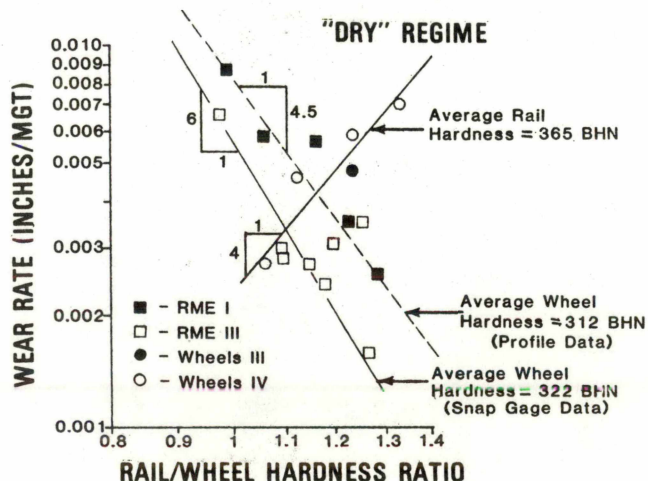 "DRY" REGIME
WEAR RATE (INCHES/MGT)
0.010
0.009
0.008
0.007
0.006
0.005
0.003
0.002
0.001
1
4.5
6
1
1
4
Average Rail
Hardness = 365 BHN
Average Wheel
Hardness = 312 BHN
(Profile Data)
Average Wheel
Hardness = 322 BHN
(Snap Gage Data)
■ - RME I
□ - RME III
● - Wheels III
○ - Wheels IV
0.8 0.9 1 1.1 1.2 1.3 1.4
RAIL/WHEEL HARDNESS RATIO